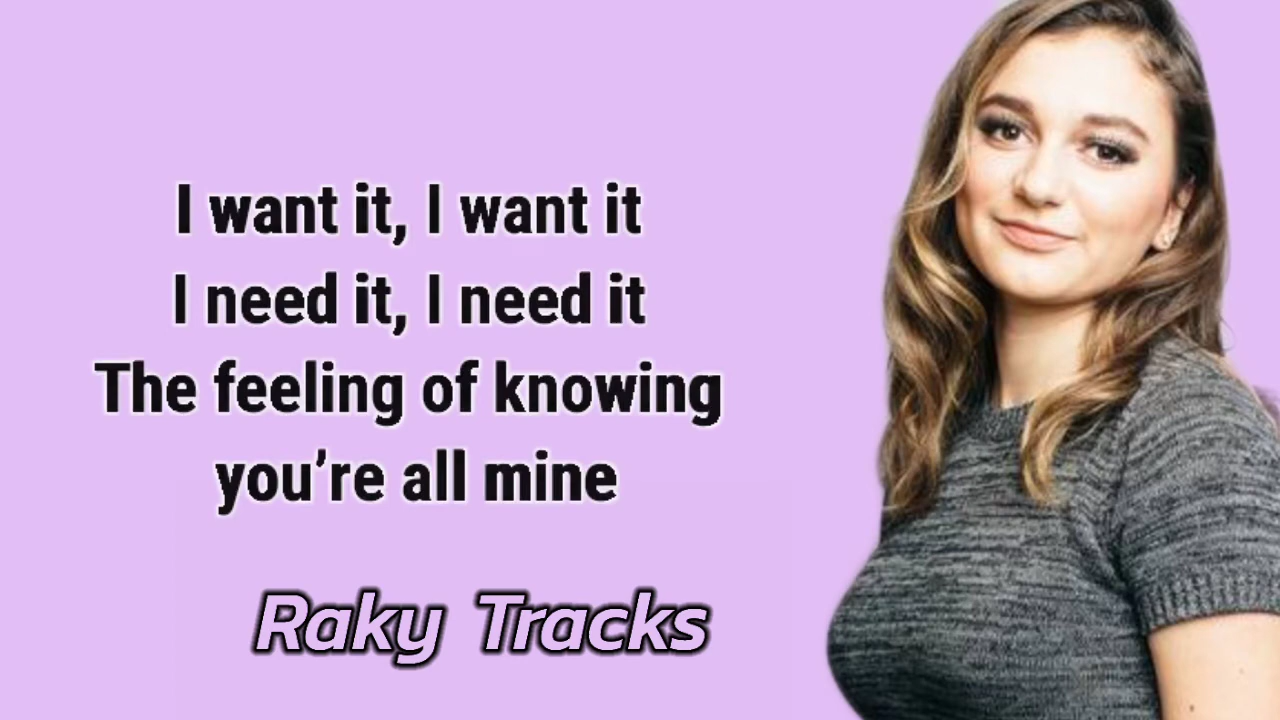 I want it, I want it
I need it, I need it
The feeling of knowing
you’re all mine
Raky Tracks